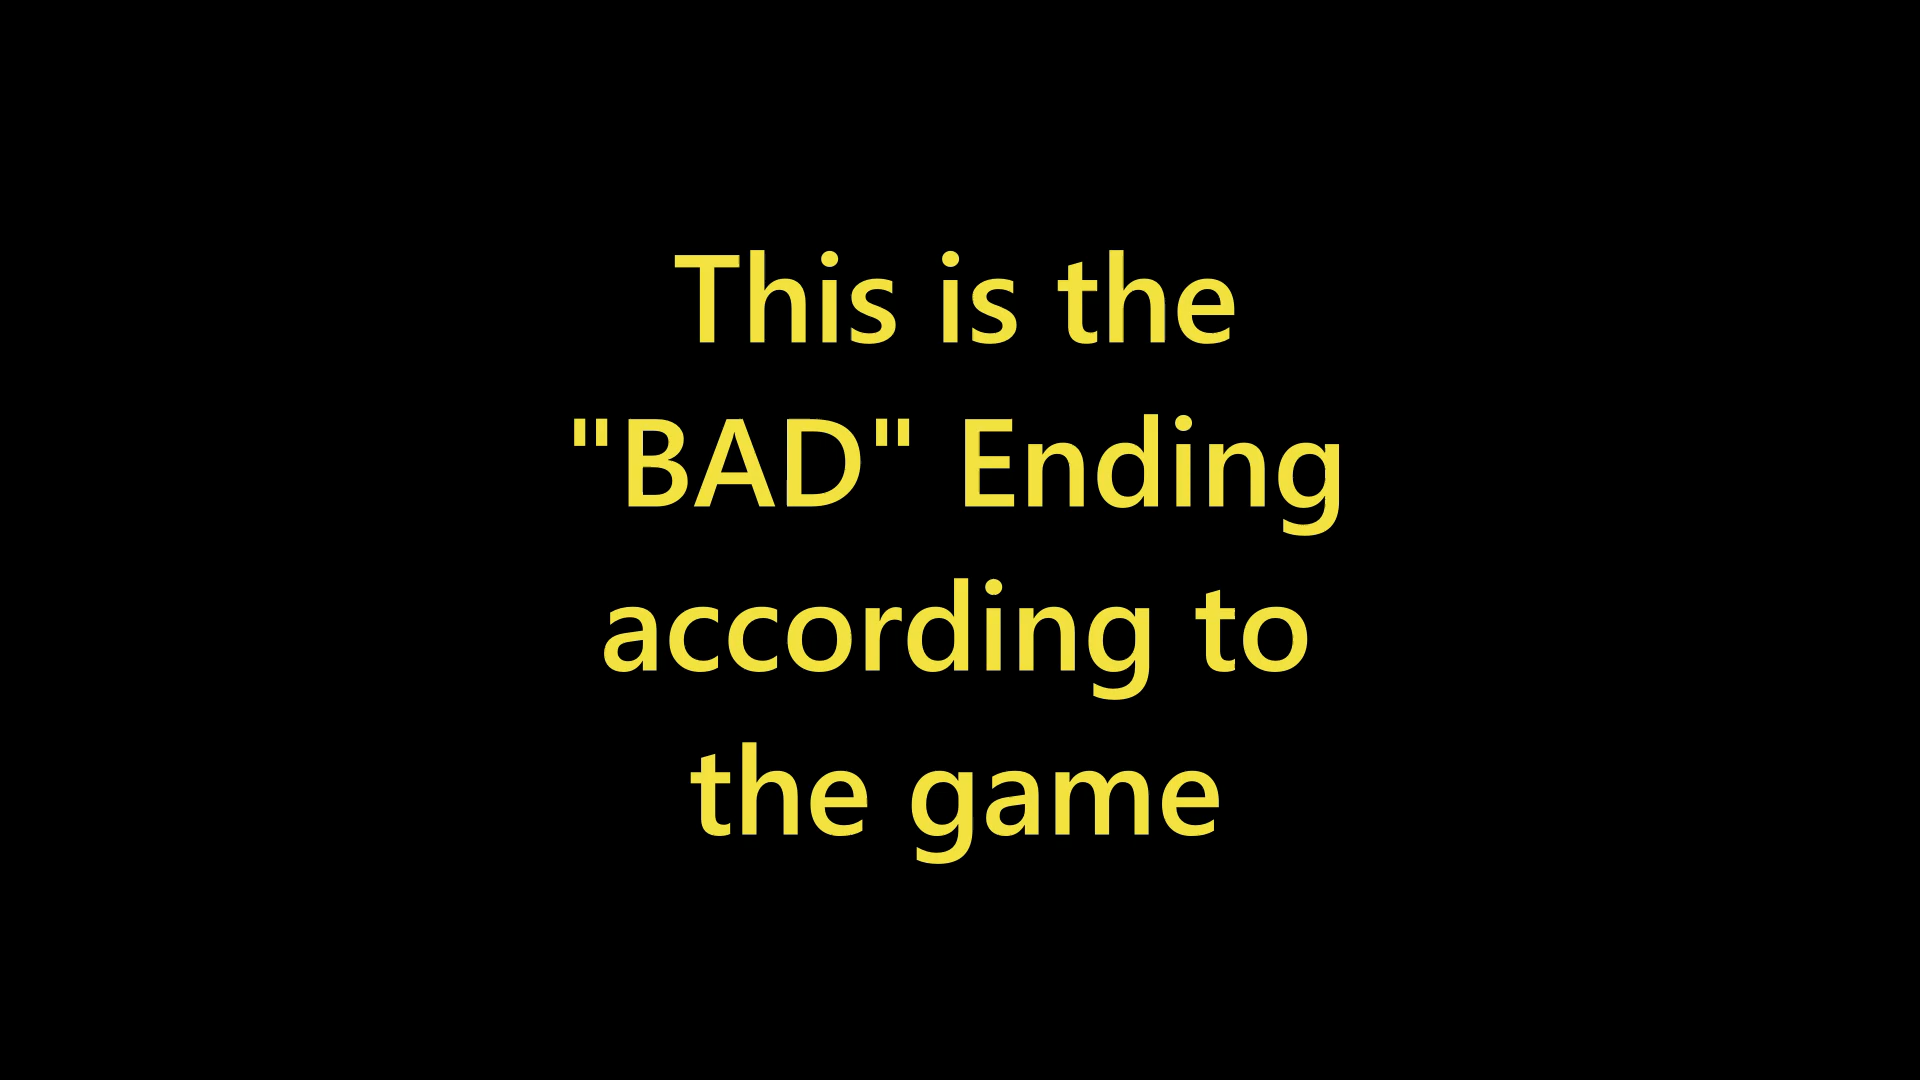 This is the
"BAD" Ending
according to
the game